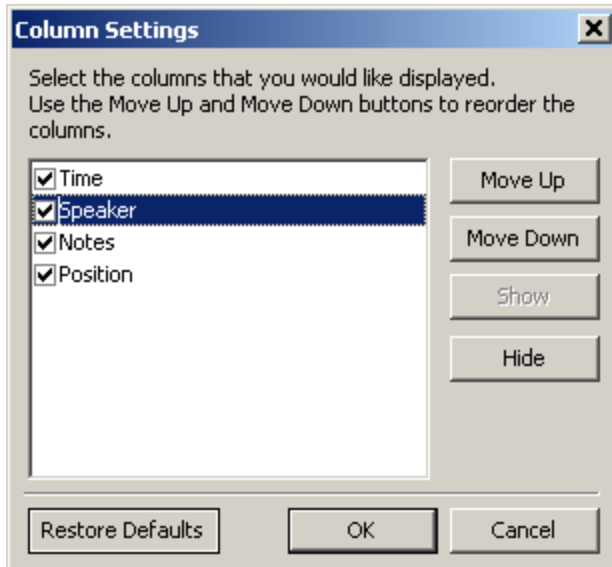 Column Settings
Select the columns that you would like displayed.
Use the Move Up and Move Down buttons to reorder the
columns.
Time
Speaker
Notes
Position
Move Up
Move Down
Show
Hide
Restore Defaults
OK
Cancel